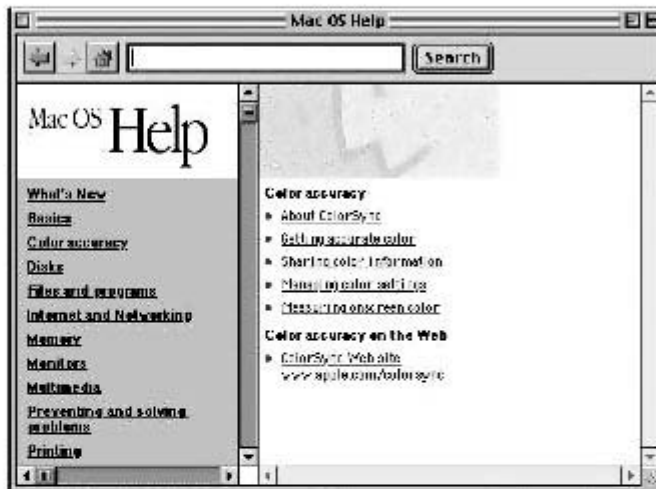 Mac OS Help
Search
Mac OS Help
What's New
Basics
Color accuracy
Disks
Files and programs
Internet and Networking
Memory
Monitors
Multimedia
Preventing and solving
problems
Printing
Color accuracy
About ColorSync
Getting accurate color
Sharing color information
Managing color settings
Measuring onscreen color
Color accuracy on the Web
ColorSync Web site
www.apple.com/colorsync